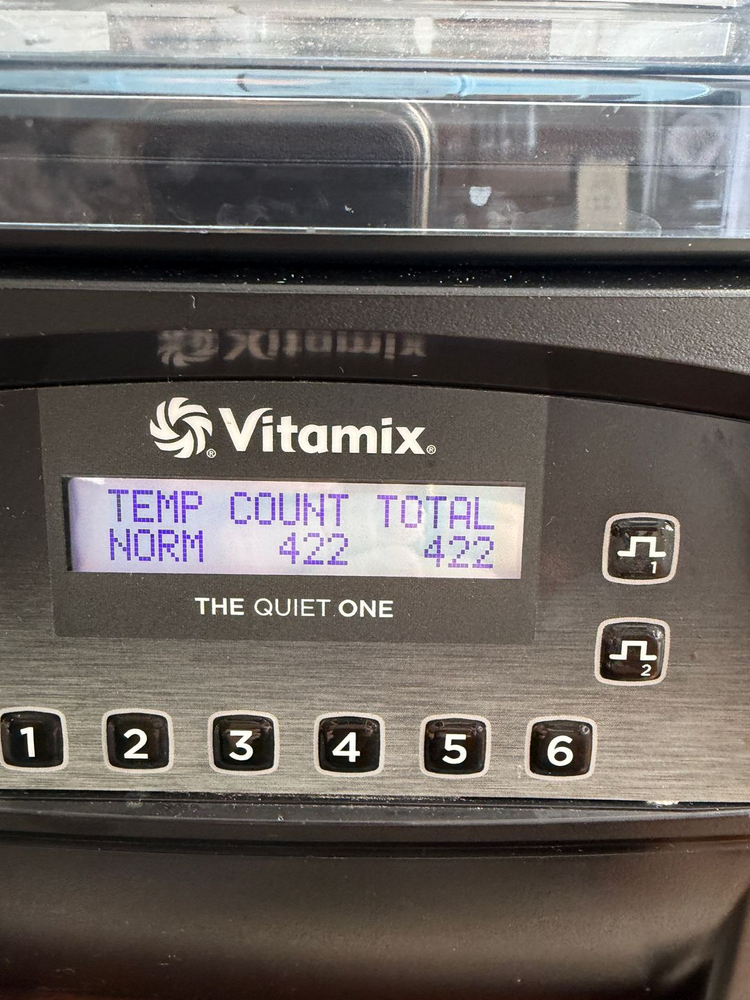 Vitamix®
TEMP COUNT TOTAL
NORM 422 422
THE QUIET ONE
1
2
1 2 3 4 5 6